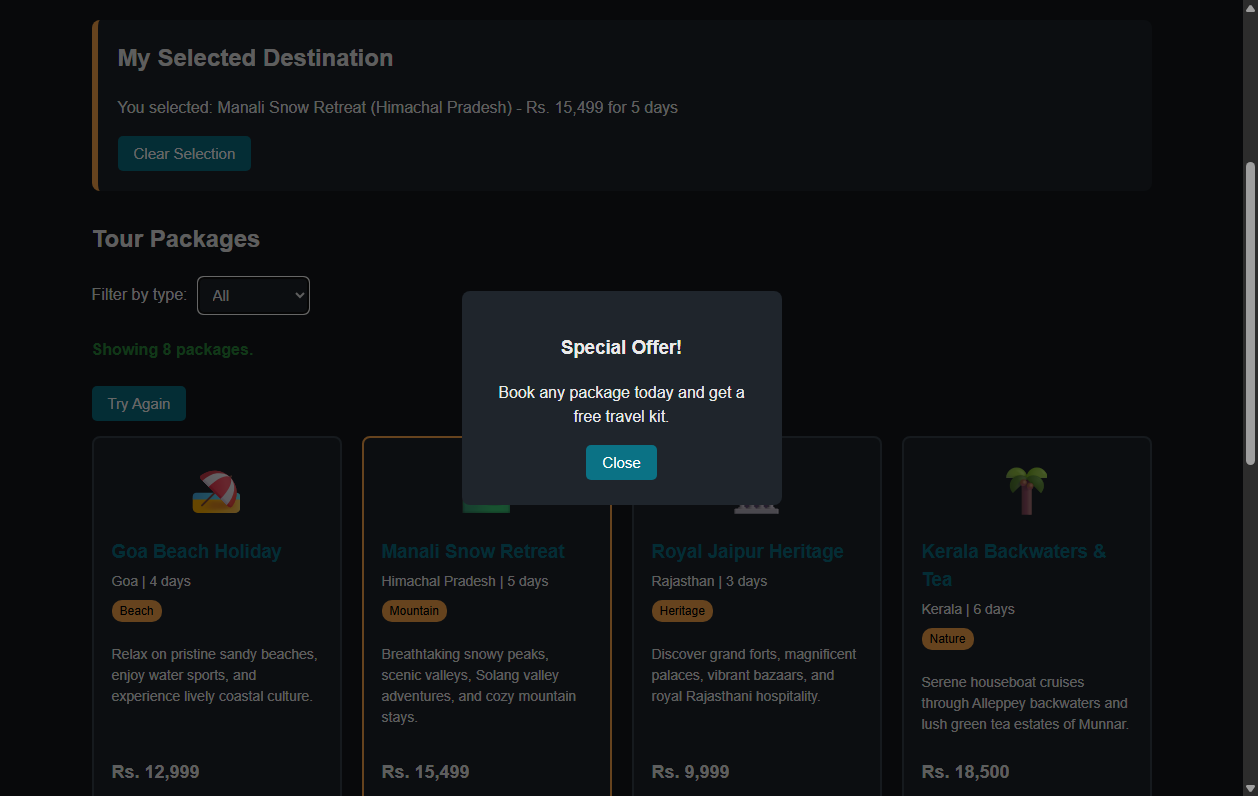 My Selected Destination
You selected: Manali Snow Retreat (Himachal Pradesh) - Rs. 15,499 for 5 days
Clear Selection
Tour Packages
Filter by type:
All
Showing 8 packages.
Try Again
Special Offer!
Book any package today and get a
free travel kit.
Close
Goa Beach Holiday
Goa | 4 days
Beach
Relax on pristine sandy beaches,
enjoy water sports, and
experience lively coastal culture.
Rs. 12,999
Manali Snow Retreat
Himachal Pradesh | 5 days
Mountain
Breathtaking snowy peaks,
scenic valleys, Solang valley
adventures, and cozy mountain
stays.
Rs. 15,499
Royal Jaipur Heritage
Rajasthan | 3 days
Heritage
Discover grand forts, magnificent
palaces, vibrant bazaars, and
royal Rajasthani hospitality.
Rs. 9,999
Kerala Backwaters &
Tea
Kerala | 6 days
Nature
Serene houseboat cruises
through Alleppey backwaters and
lush green tea estates of Munnar.
Rs. 18,500